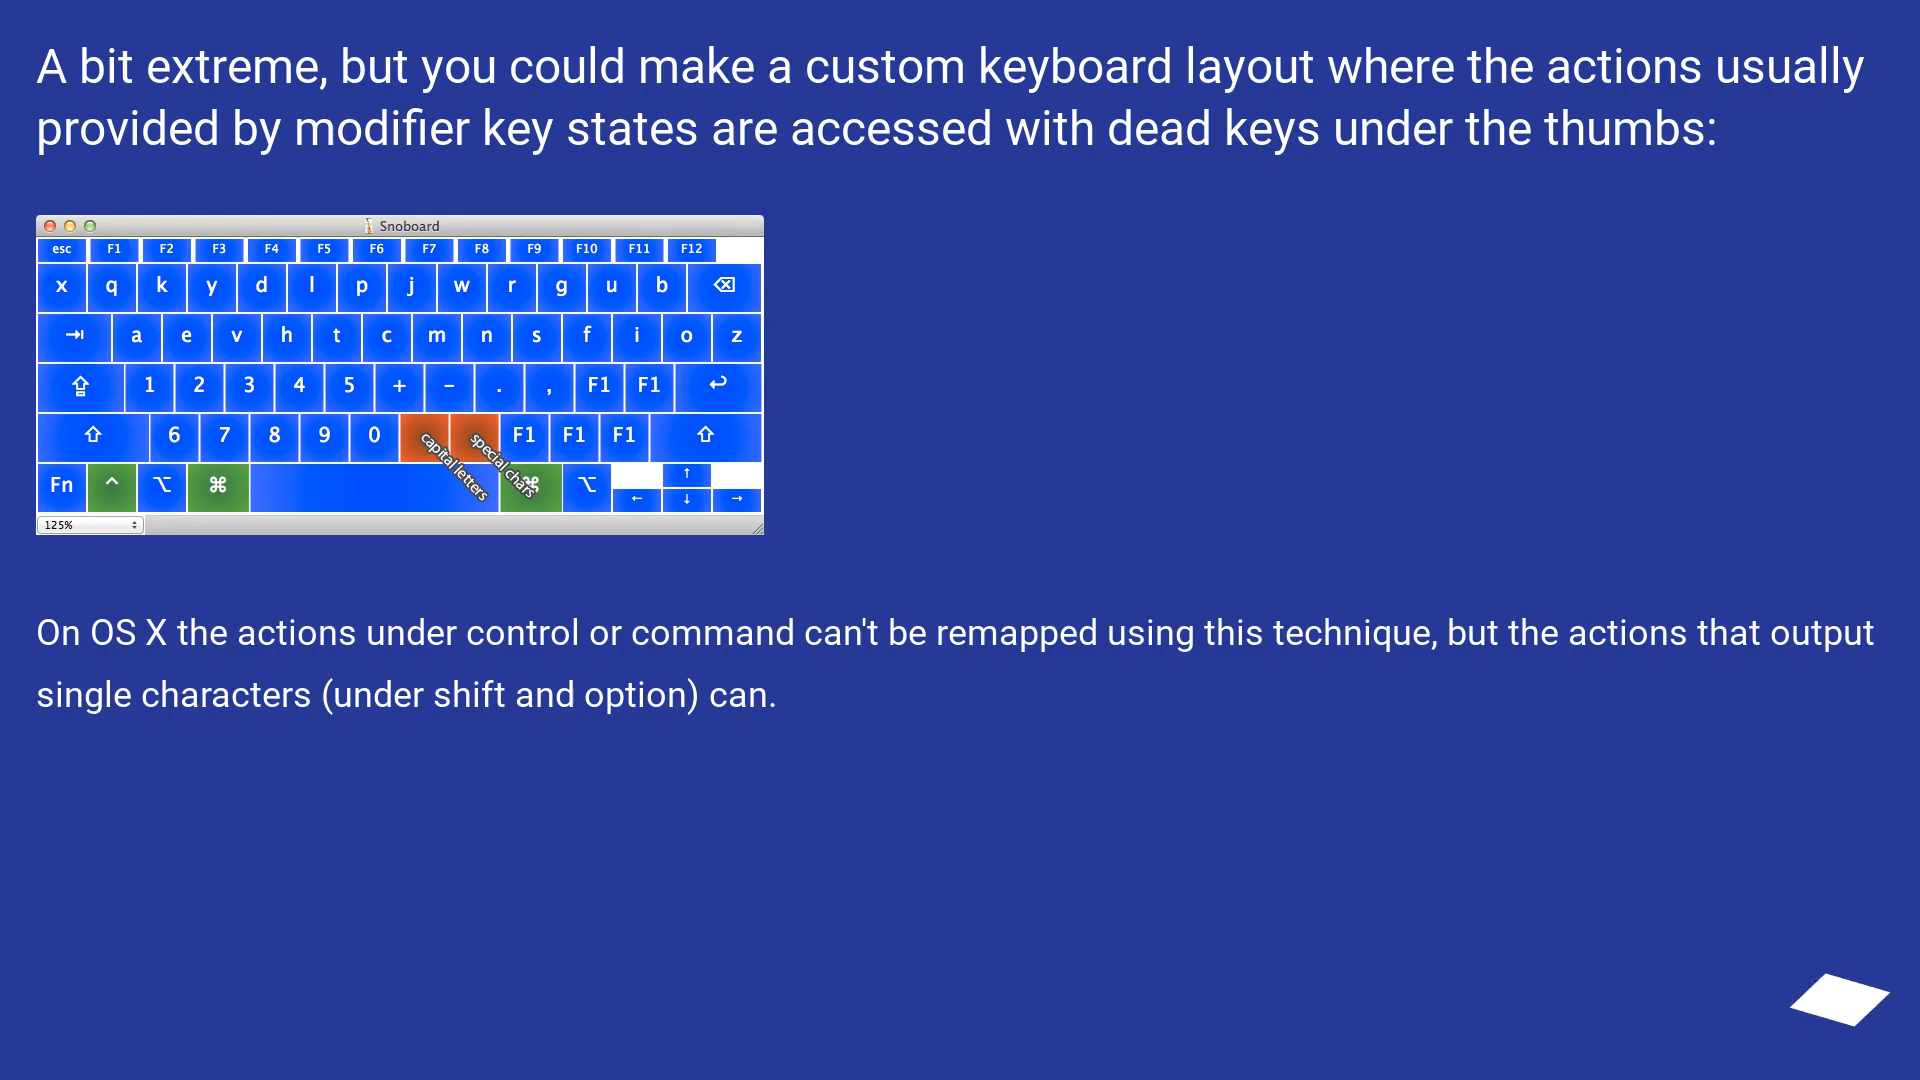 A bit extreme, but you could make a custom keyboard layout where the actions usually
provided by modifier key states are accessed with dead keys under the thumbs:
Snoboard
esc F1 F2 F3 F4 F5 F6 F7 F8 F9 F10 F11 F12
x q k y d l p j w r g u b ⌫
⇥ a e v h t c m n s f i o z
⇪ 1 2 3 4 5 + - . , F1 F1 ↩
⇧ 6 7 8 9 0 capital letters special chars F1 F1 F1 ⇧
Fn ^ ⌥ ⌘ ⌘ ⌥ ← ↑ ↓ →
125%
On OS X the actions under control or command can't be remapped using this technique, but the actions that output
single characters (under shift and option) can.